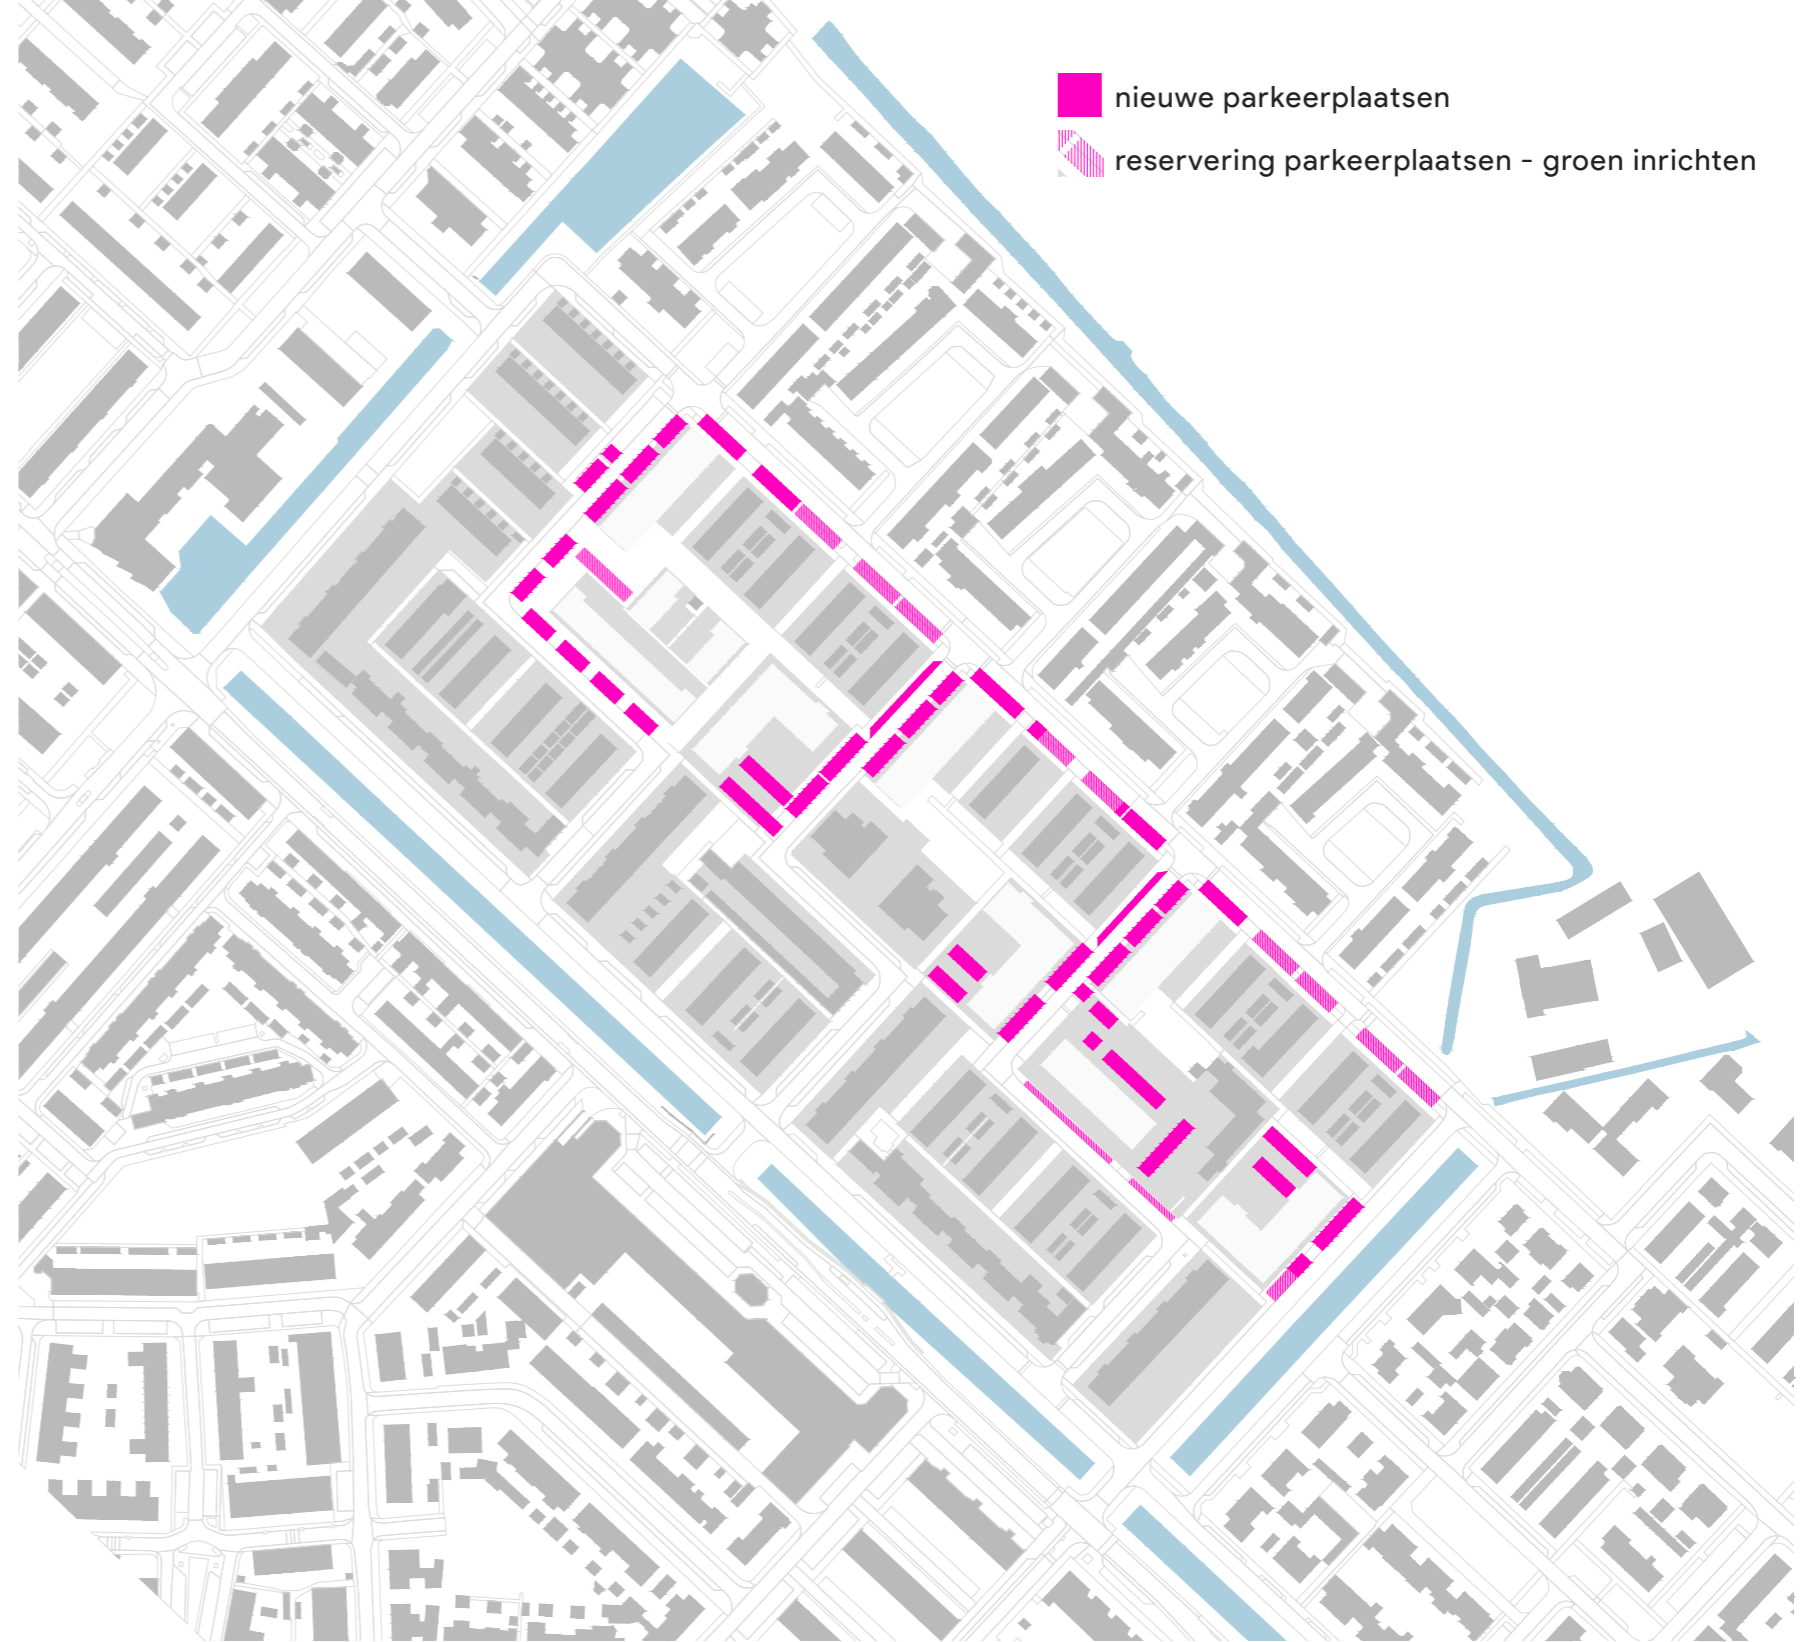 nieuwe parkeerplaatsen
reservering parkeerplaatsen - groen inrichten